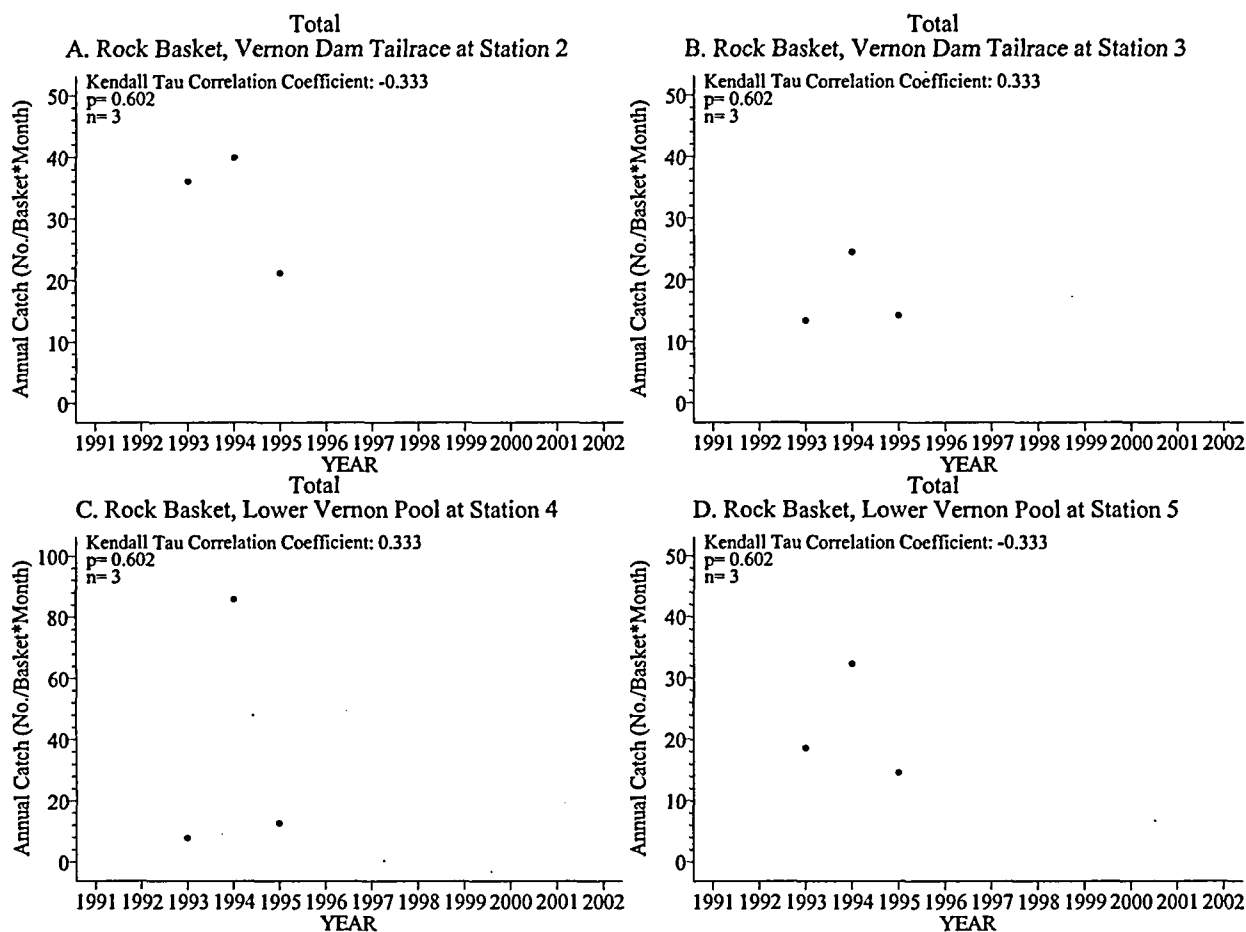 Total
A. Rock Basket, Vernon Dam Tailrace at Station 2
Kendall Tau Correlation Coefficient: -0.333
p= 0.602
n= 3
Annual Catch (No./Basket*Month)
50
40
30
20
10
0
1991 1992 1993 1994 1995 1996 1997 1998 1999 2000 2001 2002
YEAR
Total
B. Rock Basket, Vernon Dam Tailrace at Station 3
Kendall Tau Correlation Coefficient: 0.333
p= 0.602
n= 3
Annual Catch (No./Basket*Month)
50
40
30
20
10
0
1991 1992 1993 1994 1995 1996 1997 1998 1999 2000 2001 2002
YEAR
Total
C. Rock Basket, Lower Vernon Pool at Station 4
Kendall Tau Correlation Coefficient: 0.333
p= 0.602
n= 3
Annual Catch (No./Basket*Month)
100
80
60
40
20
0
1991 1992 1993 1994 1995 1996 1997 1998 1999 2000 2001 2002
YEAR
Total
D. Rock Basket, Lower Vernon Pool at Station 5
Kendall Tau Correlation Coefficient: -0.333
p= 0.602
n= 3
Annual Catch (No./Basket*Month)
50
40
30
20
10
0
1991 1992 1993 1994 1995 1996 1997 1998 1999 2000 2001 2002
YEAR